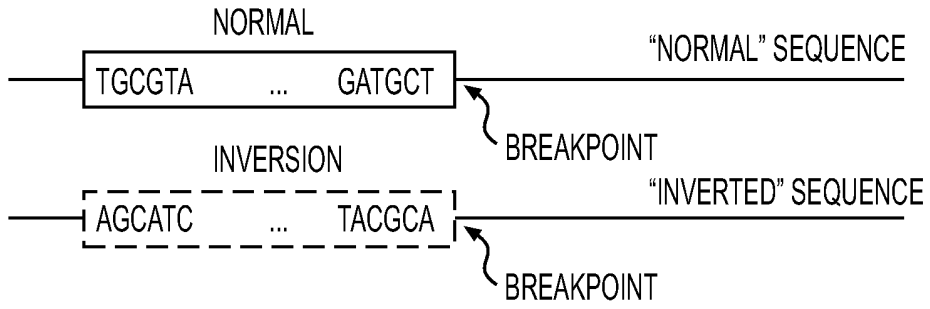 NORMAL
“NORMAL” SEQUENCE
TGCGTA ... GATGCT
BREAKPOINT
INVERSION
“INVERTED” SEQUENCE
AGCATC ... TACGCA
BREAKPOINT